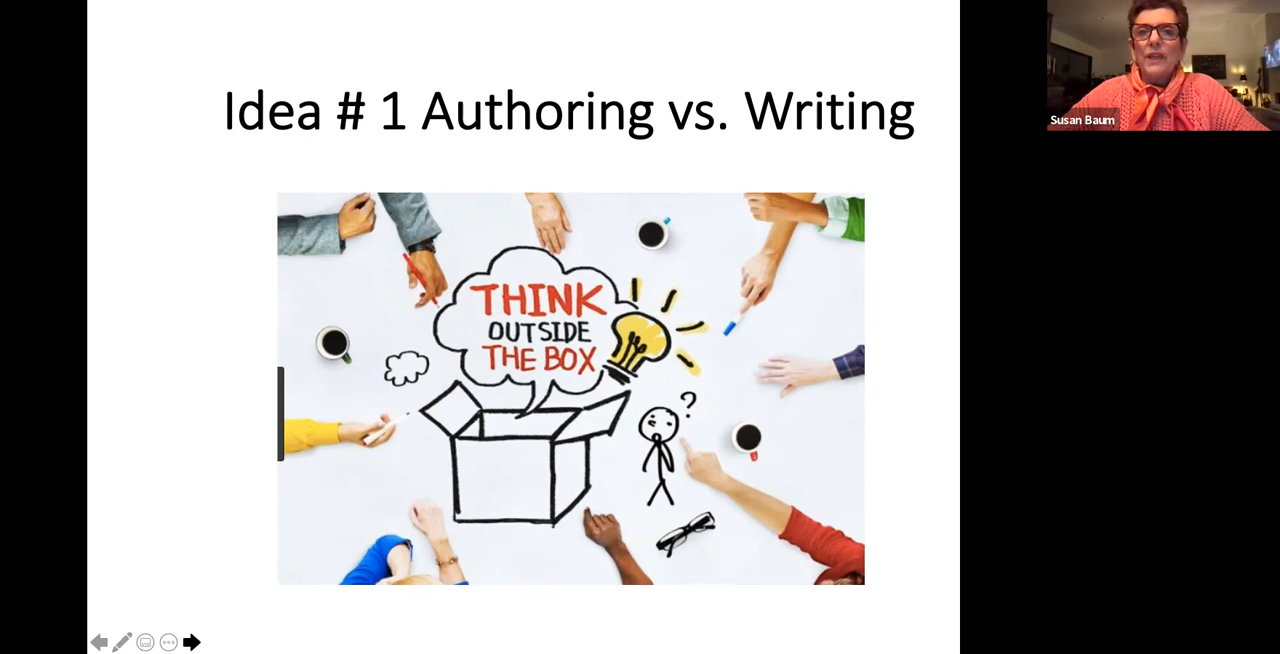 Idea # 1 Authoring vs. Writing
THINK
OUTSIDE
THE BOX
?
Susan Baum